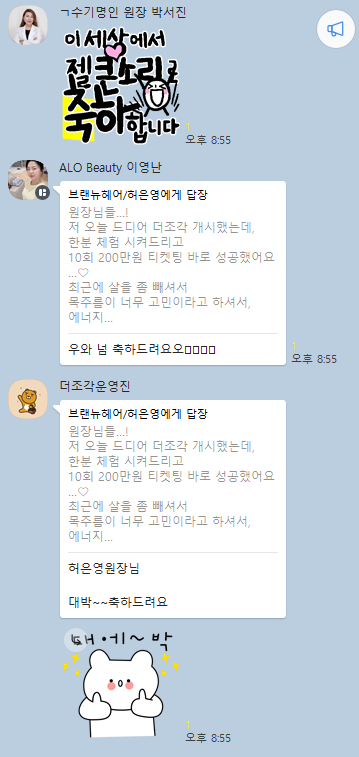 ㄱ수기명인 원장 박서진
이 세상에서
젤 큰소리로
축하합니다
1
오후 8:55
ALO Beauty 이영난
브랜뉴헤어/허은영에게 답장
원장님들...!
저 오늘 드디어 더조각 개시했는데,
한분 체험 시켜드리고
10회 200만원 티켓팅 바로 성공했어요
...♡
최근에 살을 좀 빼셔서
목주름이 너무 고민이라고 하셔서,
에너지...
우와 넘 축하드려요오▯▯▯▯
1
오후 8:55
더조각운영진
브랜뉴헤어/허은영에게 답장
원장님들...!
저 오늘 드디어 더조각 개시했는데,
한분 체험 시켜드리고
10회 200만원 티켓팅 바로 성공했어요
...♡
최근에 살을 좀 빼셔서
목주름이 너무 고민이라고 하셔서,
에너지...
허은영원장님
대박~~축하드려요
대•에~박
1
오후 8:55